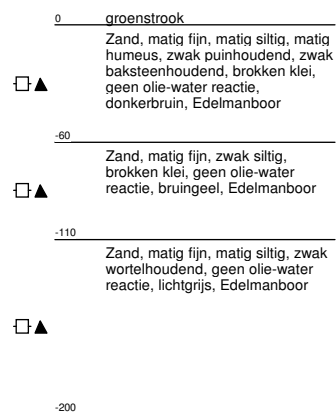 0 groenstrook
Zand, matig fijn, matig siltig, matig
humeus, zwak puinhoudend, zwak
baksteenhoudend, brokken klei,
geen olie-water reactie,
donkerbruin, Edelmanboor
-60
Zand, matig fijn, zwak siltig,
brokken klei, geen olie-water
reactie, bruingeel, Edelmanboor
-110
Zand, matig fijn, matig siltig, zwak
wortelhoudend, geen olie-water
reactie, lichtgrijs, Edelmanboor
-200